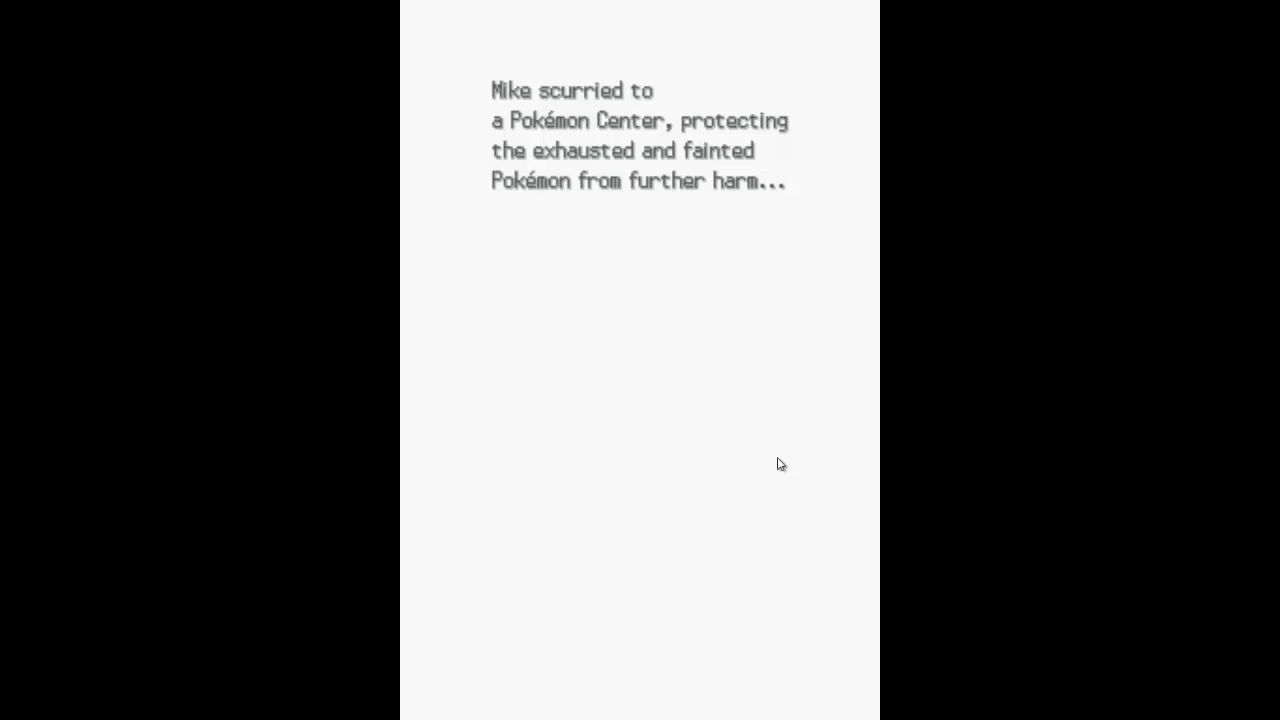 Mike scurried to
a Pokémon Center, protecting
the exhausted and fainted
Pokémon from further harm...